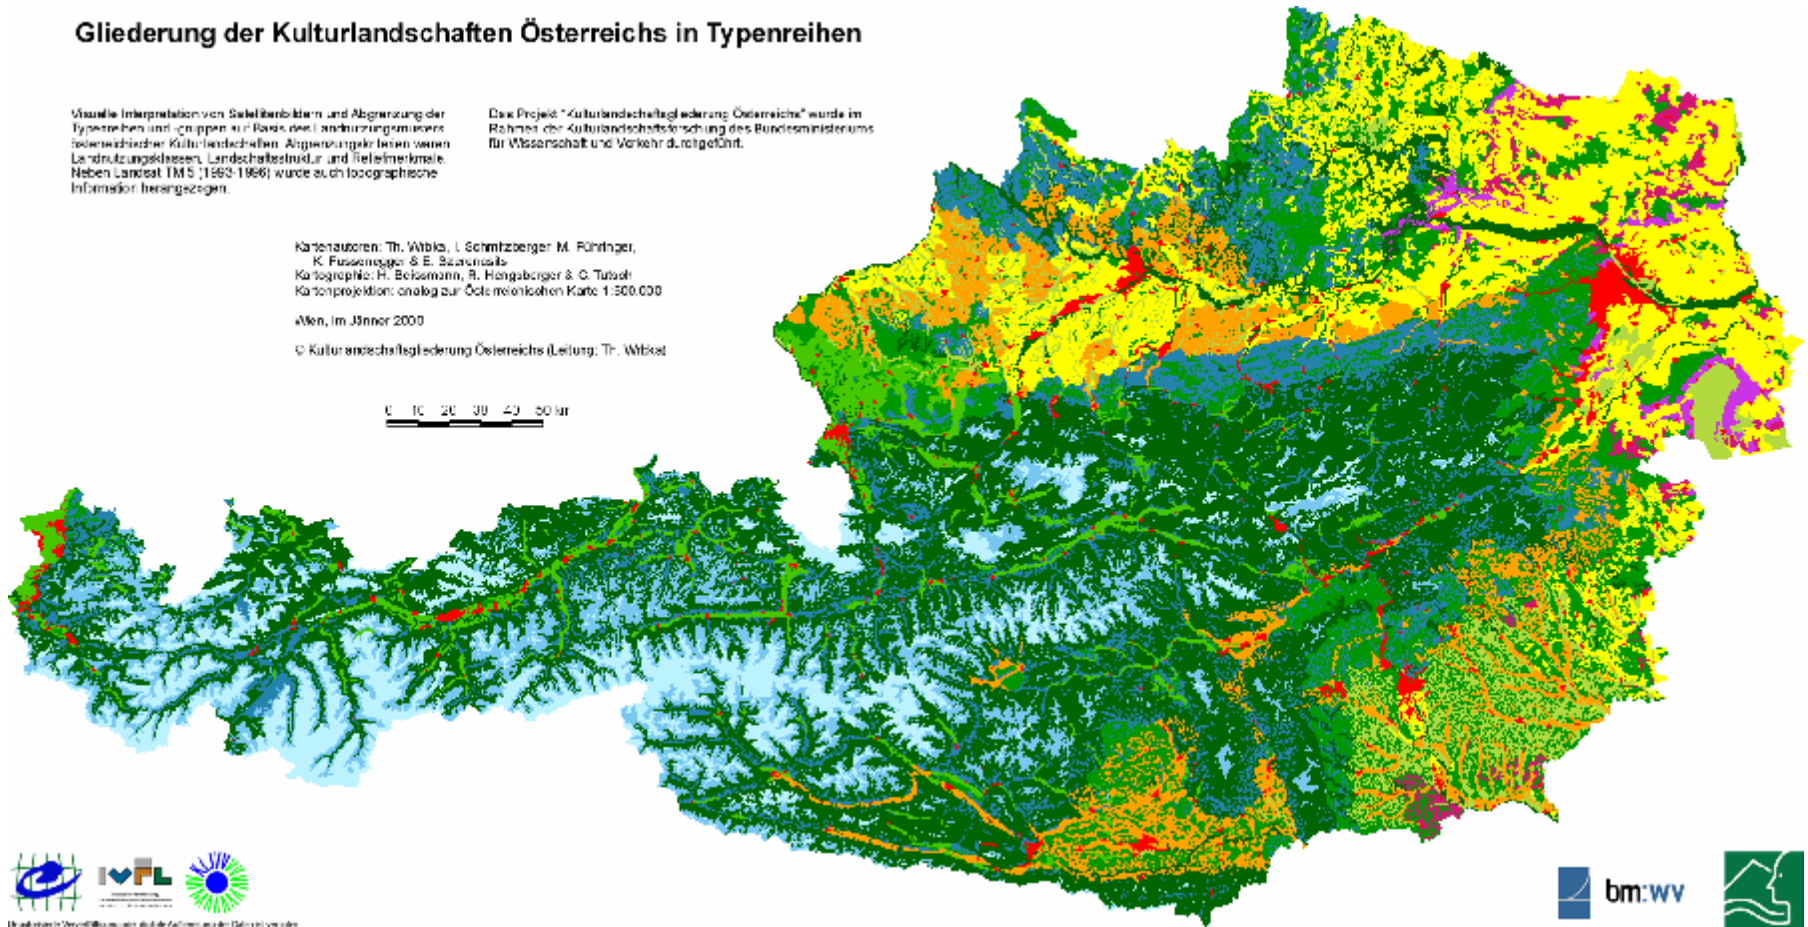 Gliederung der Kulturlandschaften Österreichs in Typenreihen
Visuelle Interpretation von Satellitenbildern und Abgrenzung der
Typenreihen und -gruppen auf Basis des Landnutzungsmusters
österreichischer Kulturlandschaften. Abgrenzungskriterien waren
Landnutzungsklassen, Landschaftsstruktur und Reliefmerkmale.
Neben Landsat TM 5 (1993-1996) wurde auch topographische
Information herangezogen.
Das Projekt "Kulturlandschaftsgliederung Österreichs" wurde im
Rahmen der Kulturlandschaftsforschung des Bundesministeriums
für Wissenschaft und Verkehr durchgeführt.
Kartenautoren: Th. Wrbka, I. Schmitzberger, M. Pühringer,
K. Fussenegger & E.
Kartographie: H. Beissmann, R. Hengsberger & C. Tutsch
Kartenprojektion: analog zur Österreichischen Karte 1:500.000
Wien, im Jänner 2000
© Kulturlandschaftsgliederung Österreichs (Leitung: Th. Wrbka)
0 10 20 30 40 50 km
IVFL
bm:wv